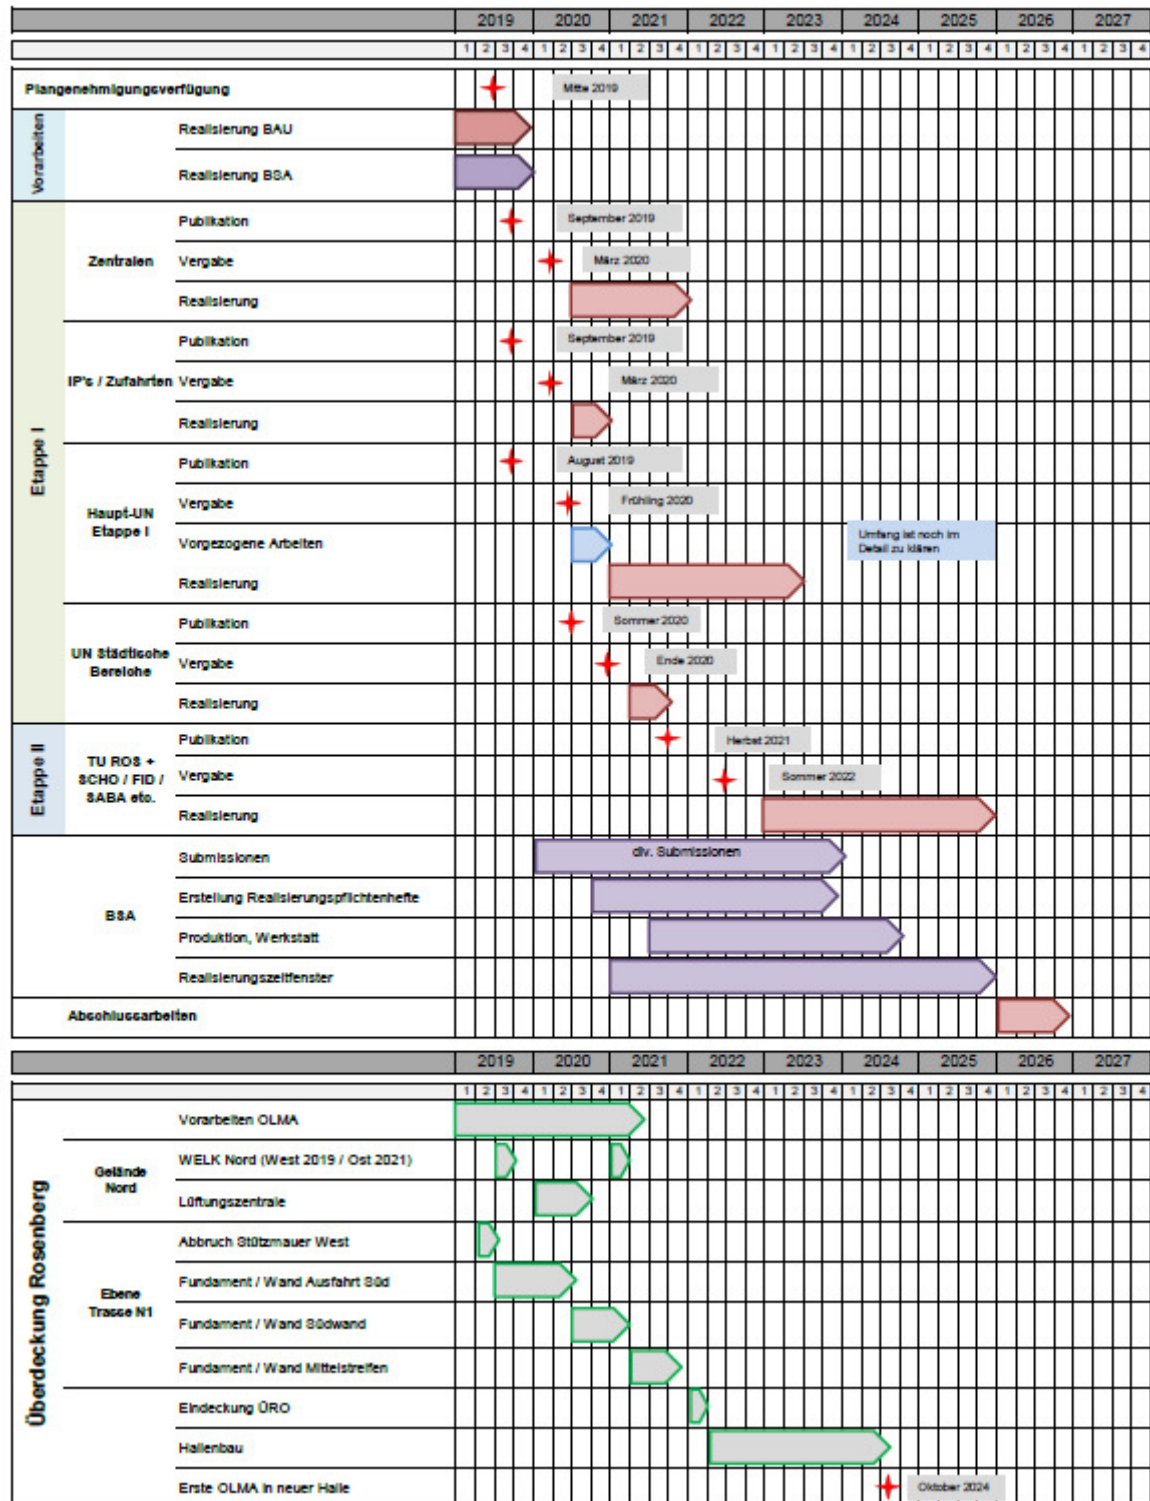 2019 2020 2021 2022 2023 2024 2025 2026 2027
1 2 3 4 1 2 3 4 1 2 3 4 1 2 3 4 1 2 3 4 1 2 3 4 1 2 3 4 1 2 3 4 1 2 3 4
Plangenehmigungsverfügung Mitte 2019
Vorarbeiten
Realisierung BAU
Realisierung BSA
Etappe I
Zentralen
Publikation September 2019
Vergabe März 2020
Realisierung
IP's / Zufahrten
Publikation September 2019
Vergabe März 2020
Realisierung
Haupt-UN
Etappe I
Publikation August 2019
Vergabe Frühling 2020
Vorgezogene Arbeiten
Umfang ist noch im
Detail zu klären
Realisierung
UN Städtische
Bereiche
Publikation Sommer 2020
Vergabe Ende 2020
Realisierung
Etappe II
TU ROS +
SCHO / FID /
SABA etc.
Publikation Herbst 2021
Vergabe Sommer 2022
Realisierung
BSA
Submissionen div. Submissionen
Erstellung Realisierungspflichtenhefte
Produktion, Werkstatt
Realisierungszeitfenster
Abschlussarbeiten
2019 2020 2021 2022 2023 2024 2025 2026 2027
1 2 3 4 1 2 3 4 1 2 3 4 1 2 3 4 1 2 3 4 1 2 3 4 1 2 3 4 1 2 3 4 1 2 3 4
Überdeckung Rosenberg
Vorarbeiten OLMA
Gelände
Nord
WELK Nord (West 2019 / Ost 2021)
Lüftungszentrale
Ebene
Trasse N1
Abbruch Stützmauer West
Fundament / Wand Ausfahrt Süd
Fundament / Wand Südwand
Fundament / Wand Mittelstreifen
Eindeckung ÜRO
Hallenbau
Erste OLMA in neuer Halle Oktober 2024